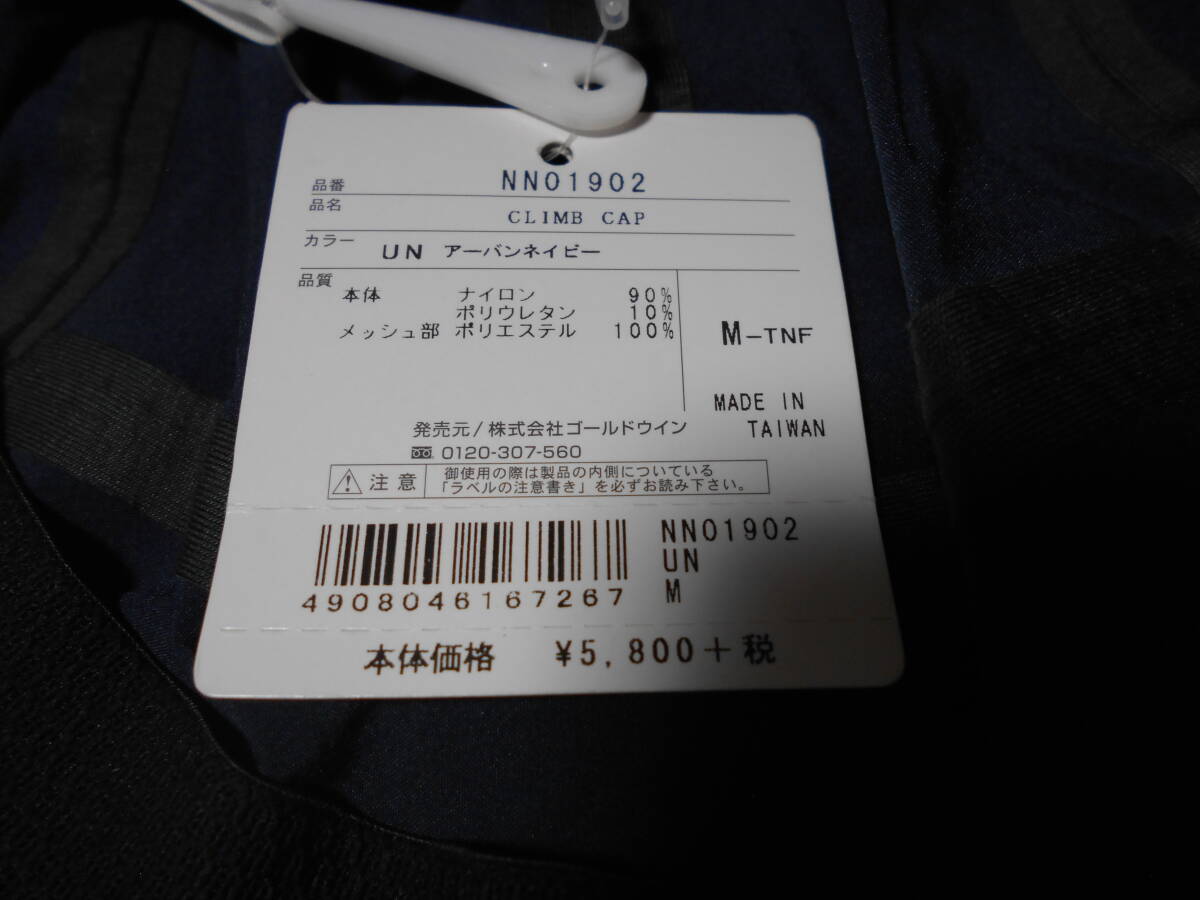 品番 NN01902
品名 CLIMB CAP
カラー UN アーバンネイビー
品質 本体 ナイロン 90%
ポリウレタン 10%
メッシュ部 ポリエステル 100%
M-TNF
MADE IN
TAIWAN
発売元/株式会社ゴールドウイン
0120-307-560
注意 御使用の際は製品の内側についている
「ラベルの注意書き」を必ずお読み下さい。
NN01902
UN
M
4908046167267
本体価格 ¥5,800+税